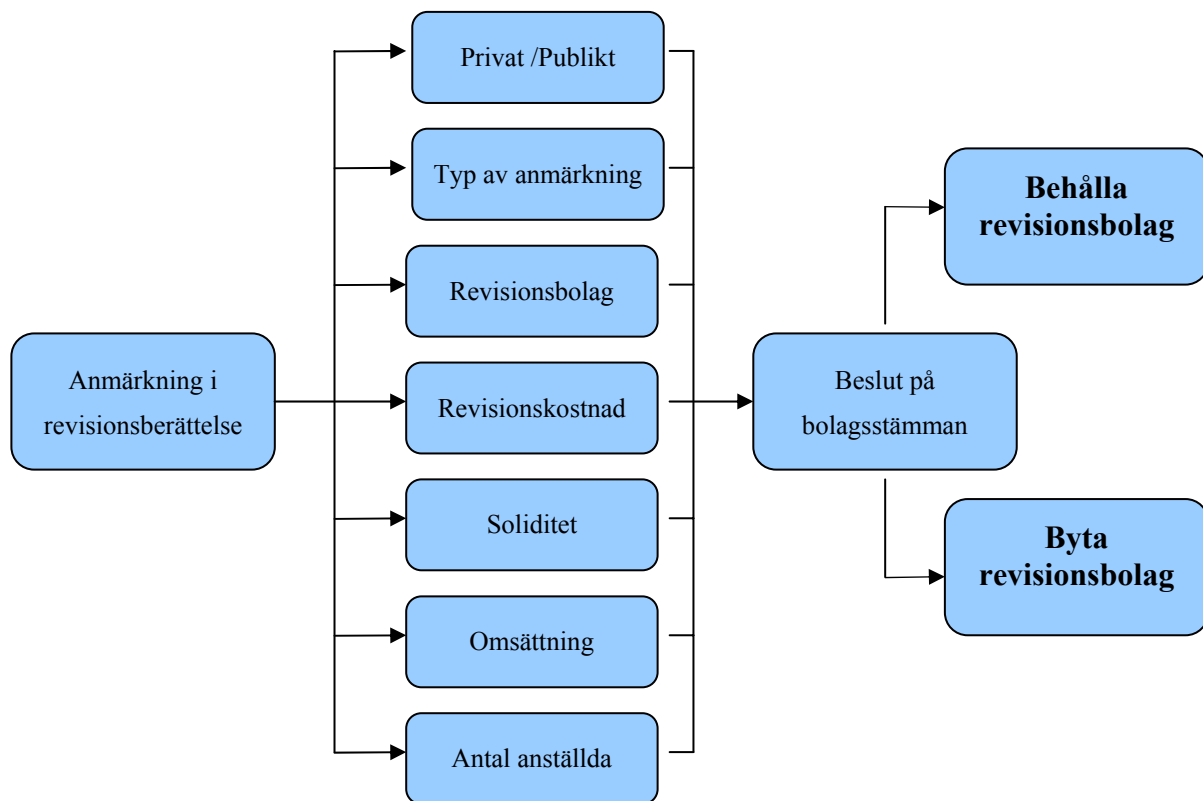 Anmärkning i
revisionsberättelse
Privat /Publikt
Typ av anmärkning
Revisionsbolag
Revisionskostnad
Soliditet
Omsättning
Antal anställda
Beslut på
bolagsstämman
Behålla
revisionsbolag
Byta
revisionsbolag